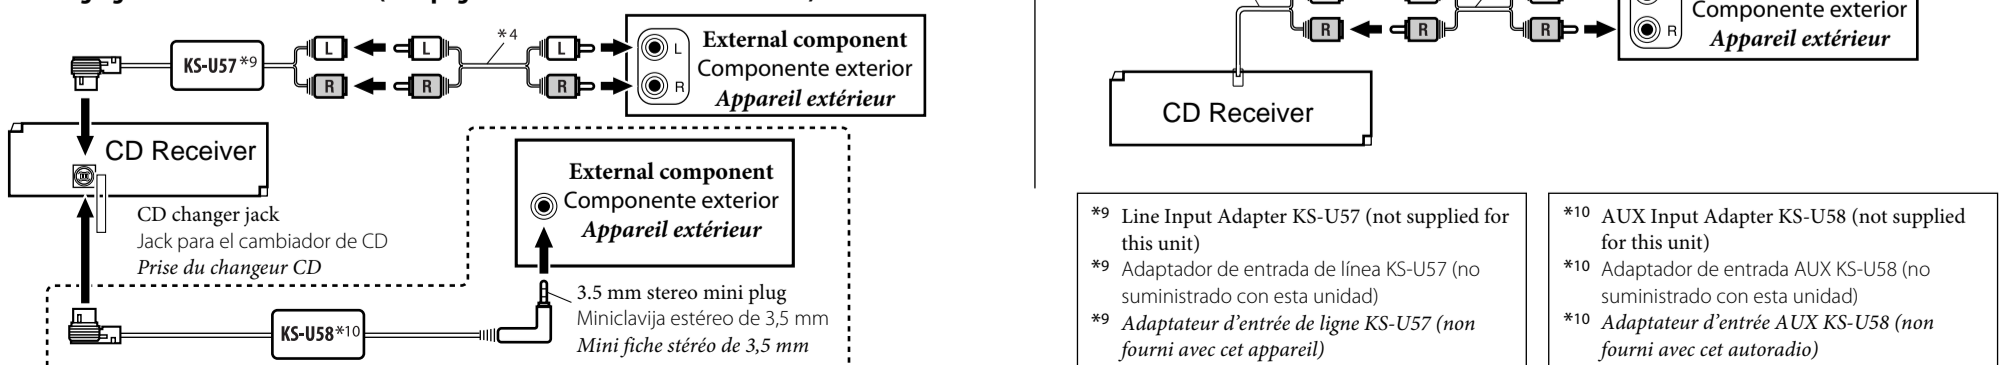 KS-U57 *9
L
L
*4
L
L
R
R
R
R
External component
Componente exterior
Appareil extérieur
CD Receiver
CD changer jack
Jack para el cambiador de CD
Prise du changeur CD
External component
Componente exterior
Appareil extérieur
3.5 mm stereo mini plug
Miniclavija estéreo de 3,5 mm
Mini fiche stéréo de 3,5 mm
KS-U58*10
R
R
R
R
Componente exterior
Appareil extérieur
CD Receiver
*9 Line Input Adapter KS-U57 (not supplied for
this unit)
*9 Adaptador de entrada de línea KS-U57 (no
suministrado con esta unidad)
*9 Adaptateur d'entrée de ligne KS-U57 (non
fourni avec cet appareil)
*10 AUX Input Adapter KS-U58 (not supplied
for this unit)
*10 Adaptador de entrada AUX KS-U58 (no
suministrado con esta unidad)
*10 Adaptateur d'entrée AUX KS-U58 (non
fourni avec cet autoradio)